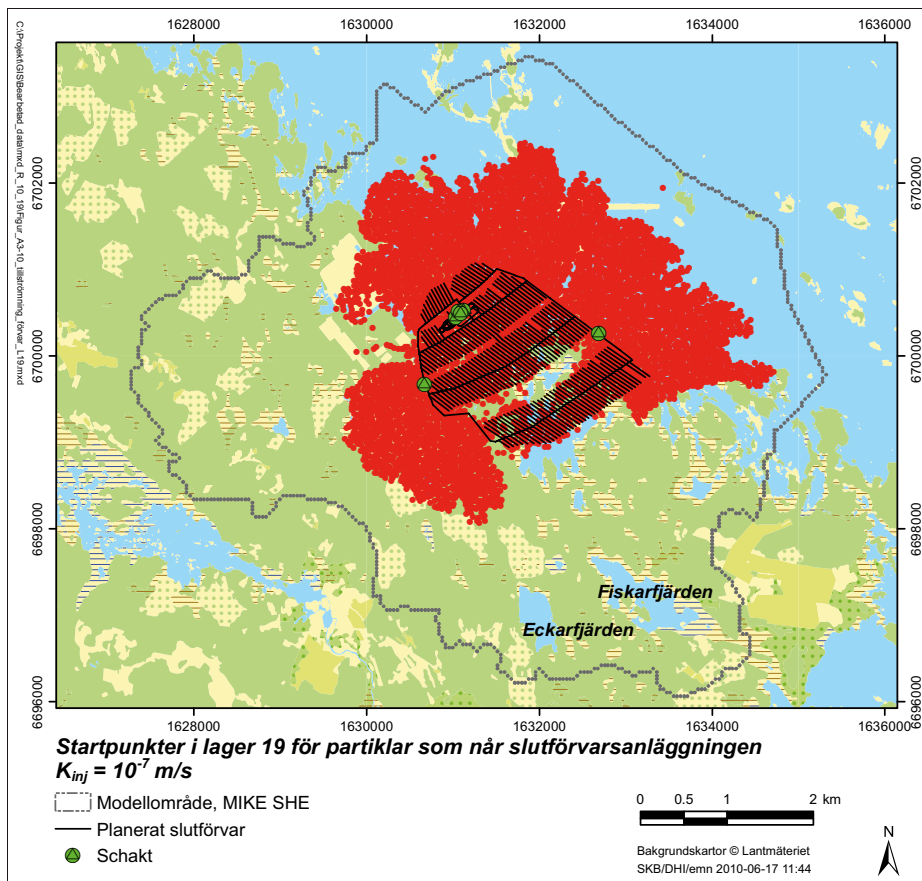 1628000 1630000 1632000 1634000 1636000
C:\Projekt\GIS\Bearbetad_data\mxd_R_10_19\Figur_A3-10_tillströmning_förvar_L19.mxd
6702000 6702000
6700000 6700000
6698000 6698000
6696000 6696000
Fiskarfjärden
Eckarfjärden
1628000 1630000 1632000 1634000 1636000
Startpunkter i lager 19 för partiklar som når slutförvarsanläggningen
Kinj = 10-7 m/s
Modellområde, MIKE SHE
Planerat slutförvar
Schakt
0 0.5 1 2 km
Bakgrundskartor © Lantmäteriet
SKB/DHI/emn 2010-06-17 11:44
N